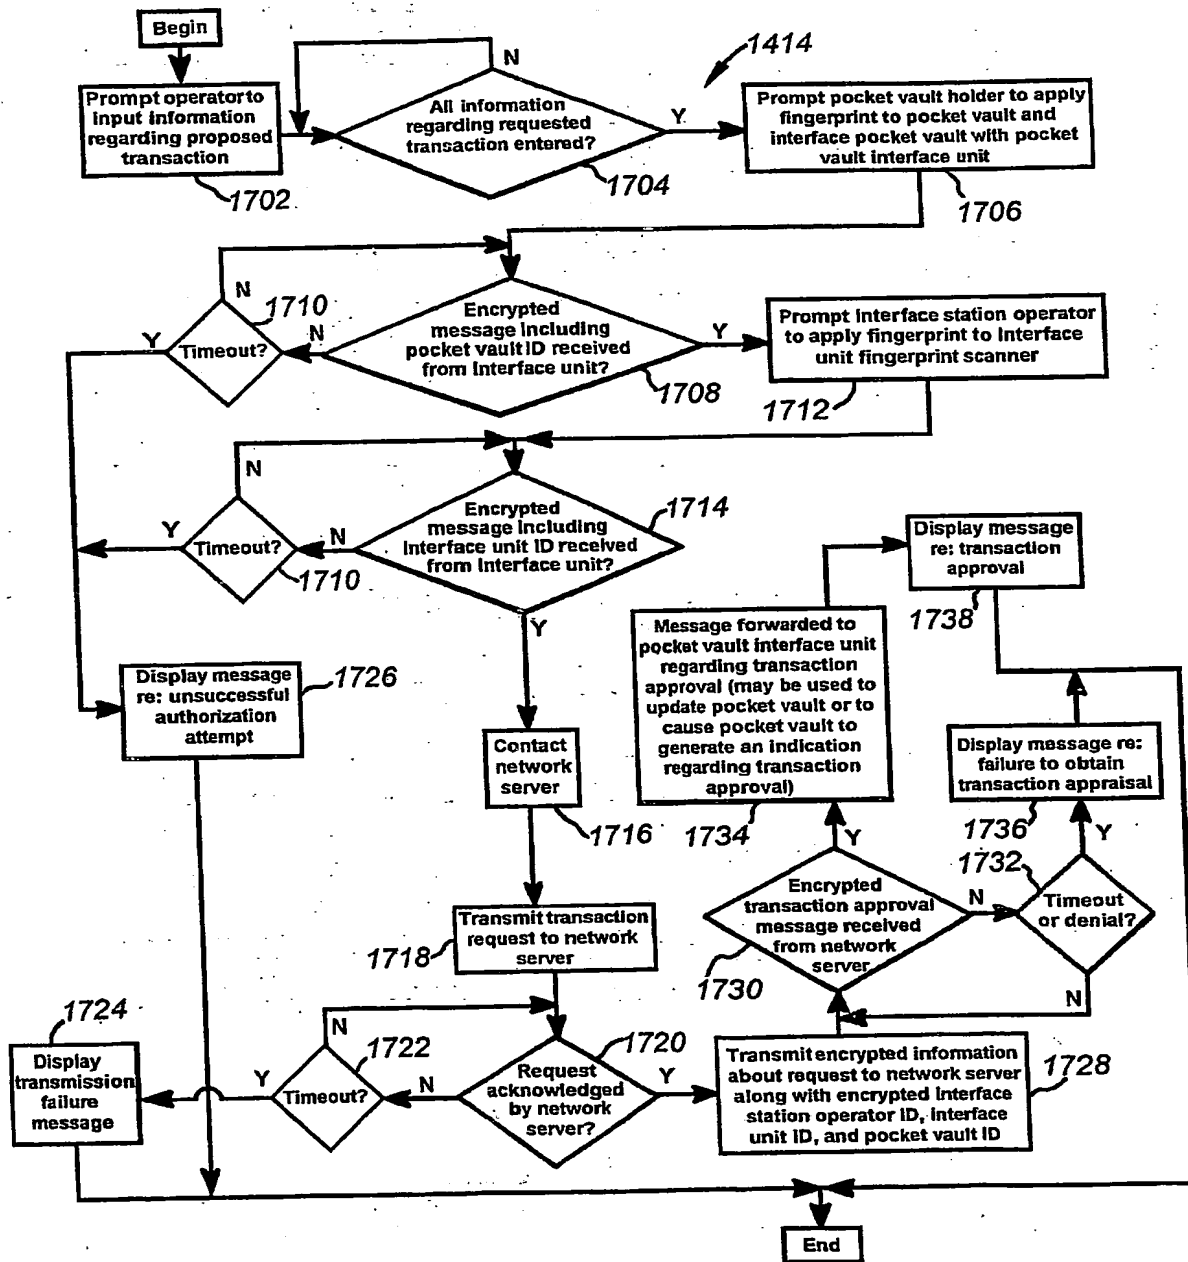 Begin
N
1414
Prompt operator to
input information
regarding proposed
transaction
1702
All information
regarding requested
transaction entered?
1704
Y
Prompt pocket vault holder to apply
fingerprint to pocket vault and
interface pocket vault with pocket
vault interface unit
1706
N
1710
Y
Timeout?
N
Encrypted
message including
pocket vault ID received
from Interface unit?
1708
Y
Prompt Interface station operator
to apply fingerprint to Interface
unit fingerprint scanner
1712
N
Y
Timeout?
1710
N
Encrypted
message including
Interface unit ID received
from Interface unit?
1714
Y
Display message
re: transaction
approval
1738
Message forwarded to
pocket vault interface unit
regarding transaction
approval (may be used to
update pocket vault or to
cause pocket vault to
generate an indication
regarding transaction
approval)
1734
Display message
re: unsuccessful
authorization
attempt
1726
Contact
network
server
1716
Display message re:
failure to obtain
transaction appraisal
1736
Y
1732
Y
Encrypted
transaction approval
message received
from network
server
1730
N
Timeout
or denial?
N
Transmit transaction
request to network
server
1718
1724
Display
transmission
failure
message
N
1722
Y
Timeout?
N
1720
Request
acknowledged
by network
server?
Y
Transmit encrypted information
about request to network server
along with encrypted Interface
station operator ID, interface
unit ID, and pocket vault ID
1728
End